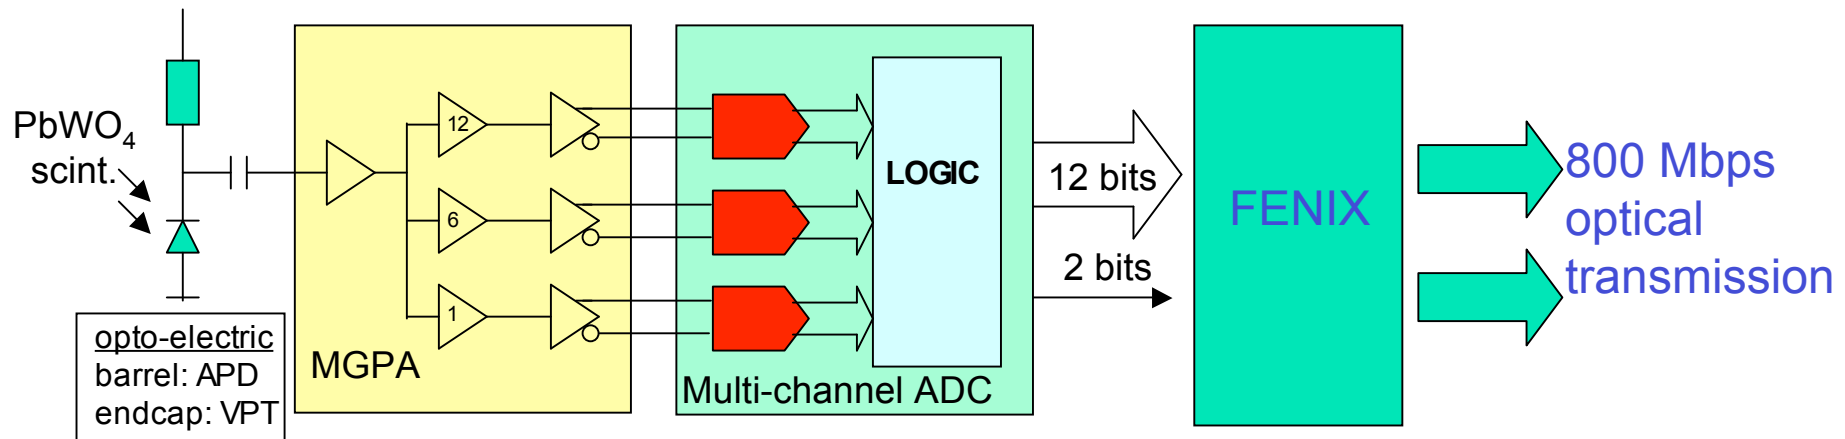 PbWO4
scint.
opto-electric
barrel: APD
endcap: VPT
12
6
1
MGPA
LOGIC
Multi-channel ADC
12 bits
2 bits
FENIX
800 Mbps
optical
transmission